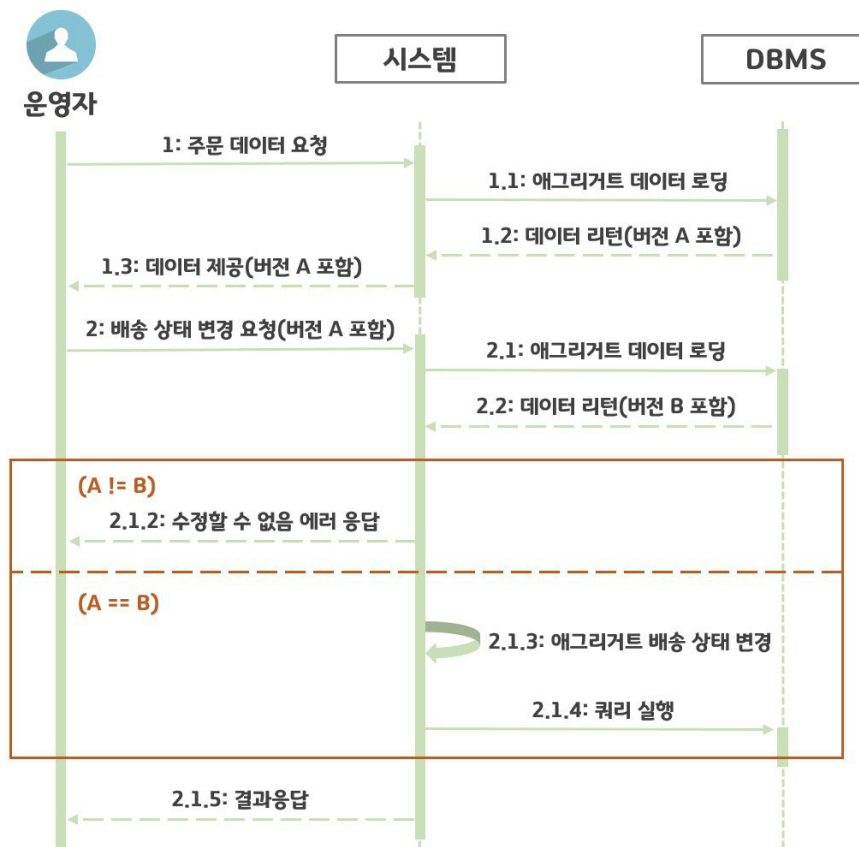 시스템
DBMS
운영자
1: 주문 데이터 요청
1.1: 애그리거트 데이터 로딩
1.2: 데이터 리턴(버전 A 포함)
1.3: 데이터 제공(버전 A 포함)
2: 배송 상태 변경 요청(버전 A 포함)
2.1: 애그리거트 데이터 로딩
2.2: 데이터 리턴(버전 B 포함)
(A != B)
2.1.2: 수정할 수 없음 에러 응답
(A == B)
2.1.3: 애그리거트 배송 상태 변경
2.1.4: 쿼리 실행
2.1.5: 결과응답